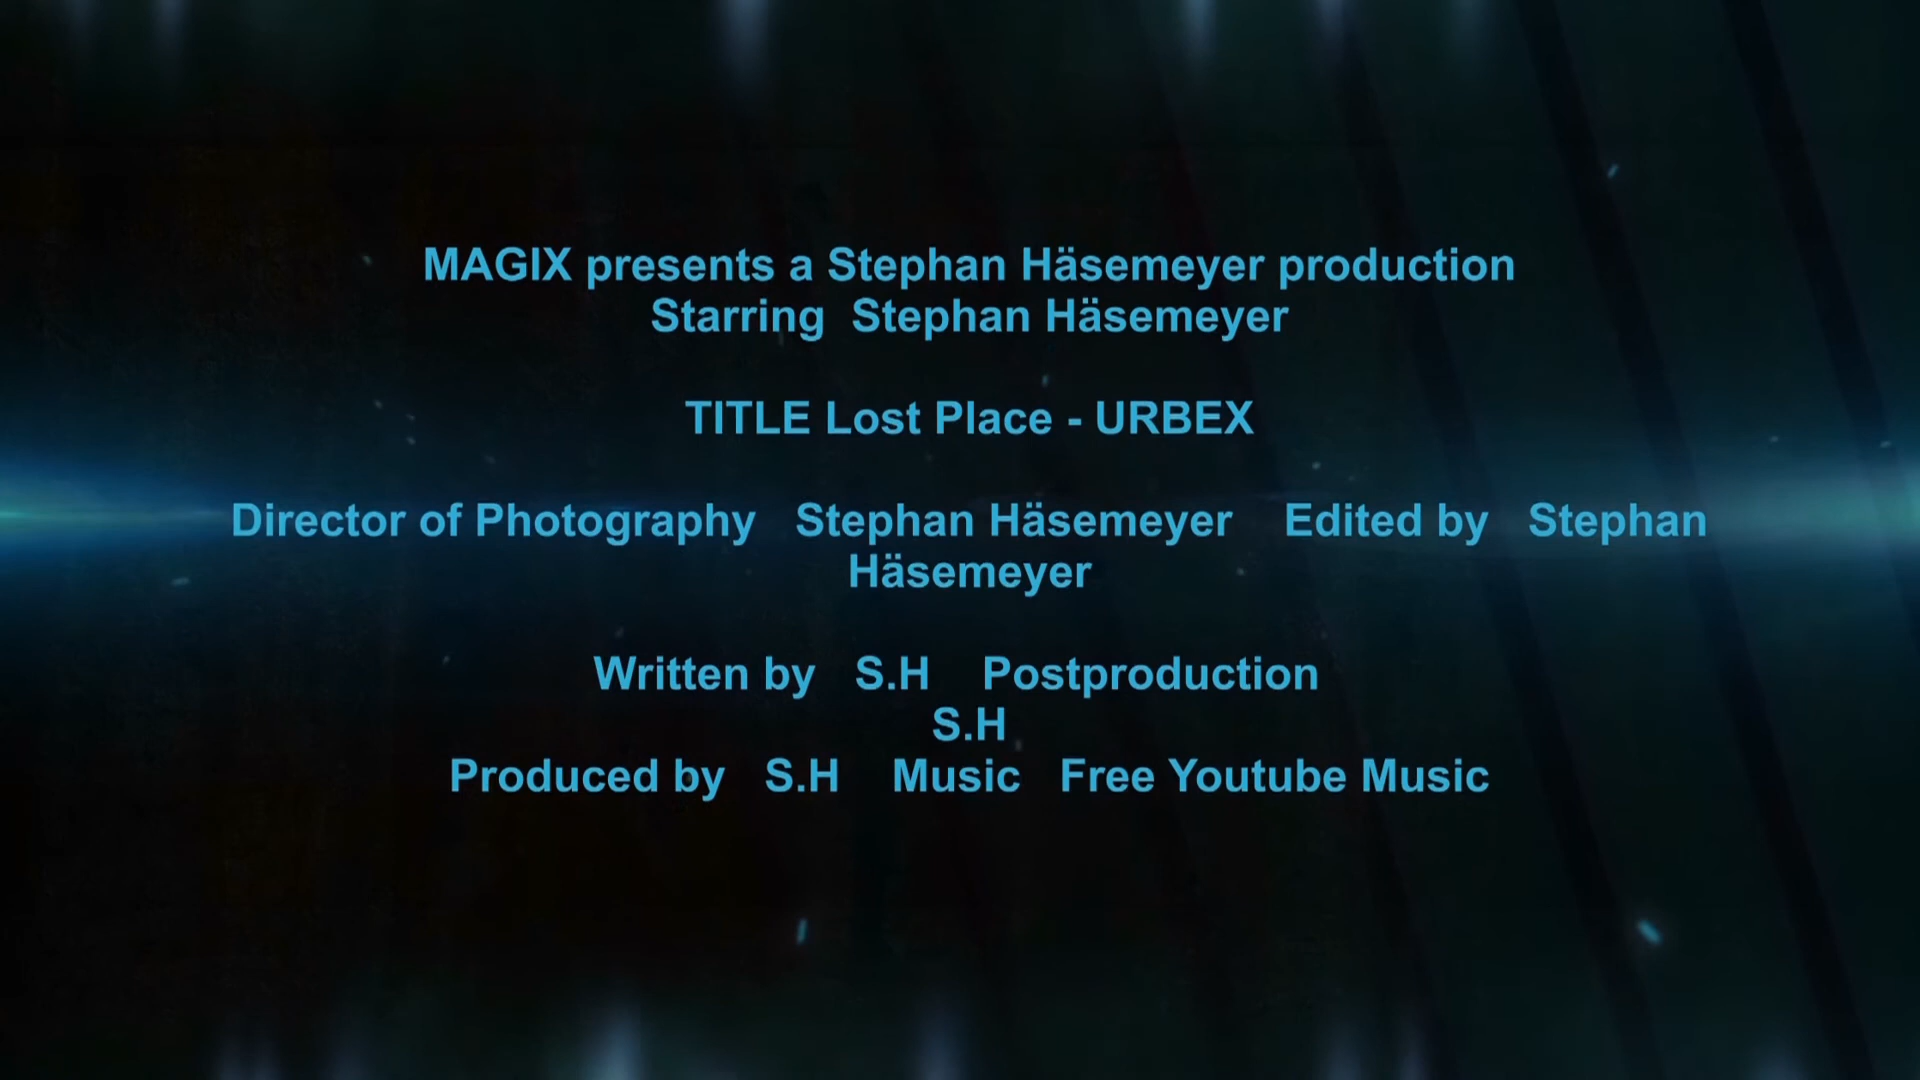 MAGIX presents a Stephan Häsemeyer production
Starring  Stephan Häsemeyer
TITLE Lost Place - URBEX
Director of Photography   Stephan Häsemeyer    Edited by   Stephan
Häsemeyer
Written by   S.H    Postproduction
S.H
Produced by   S.H    Music   Free Youtube Music